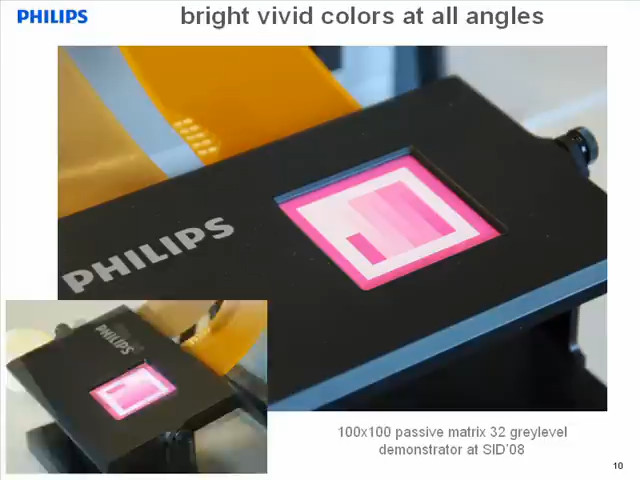 PHILIPS
bright vivid colors at all angles
PHILIPS
PHILIPS
100x100 passive matrix 32 greylevel
demonstrator at SID'08
10